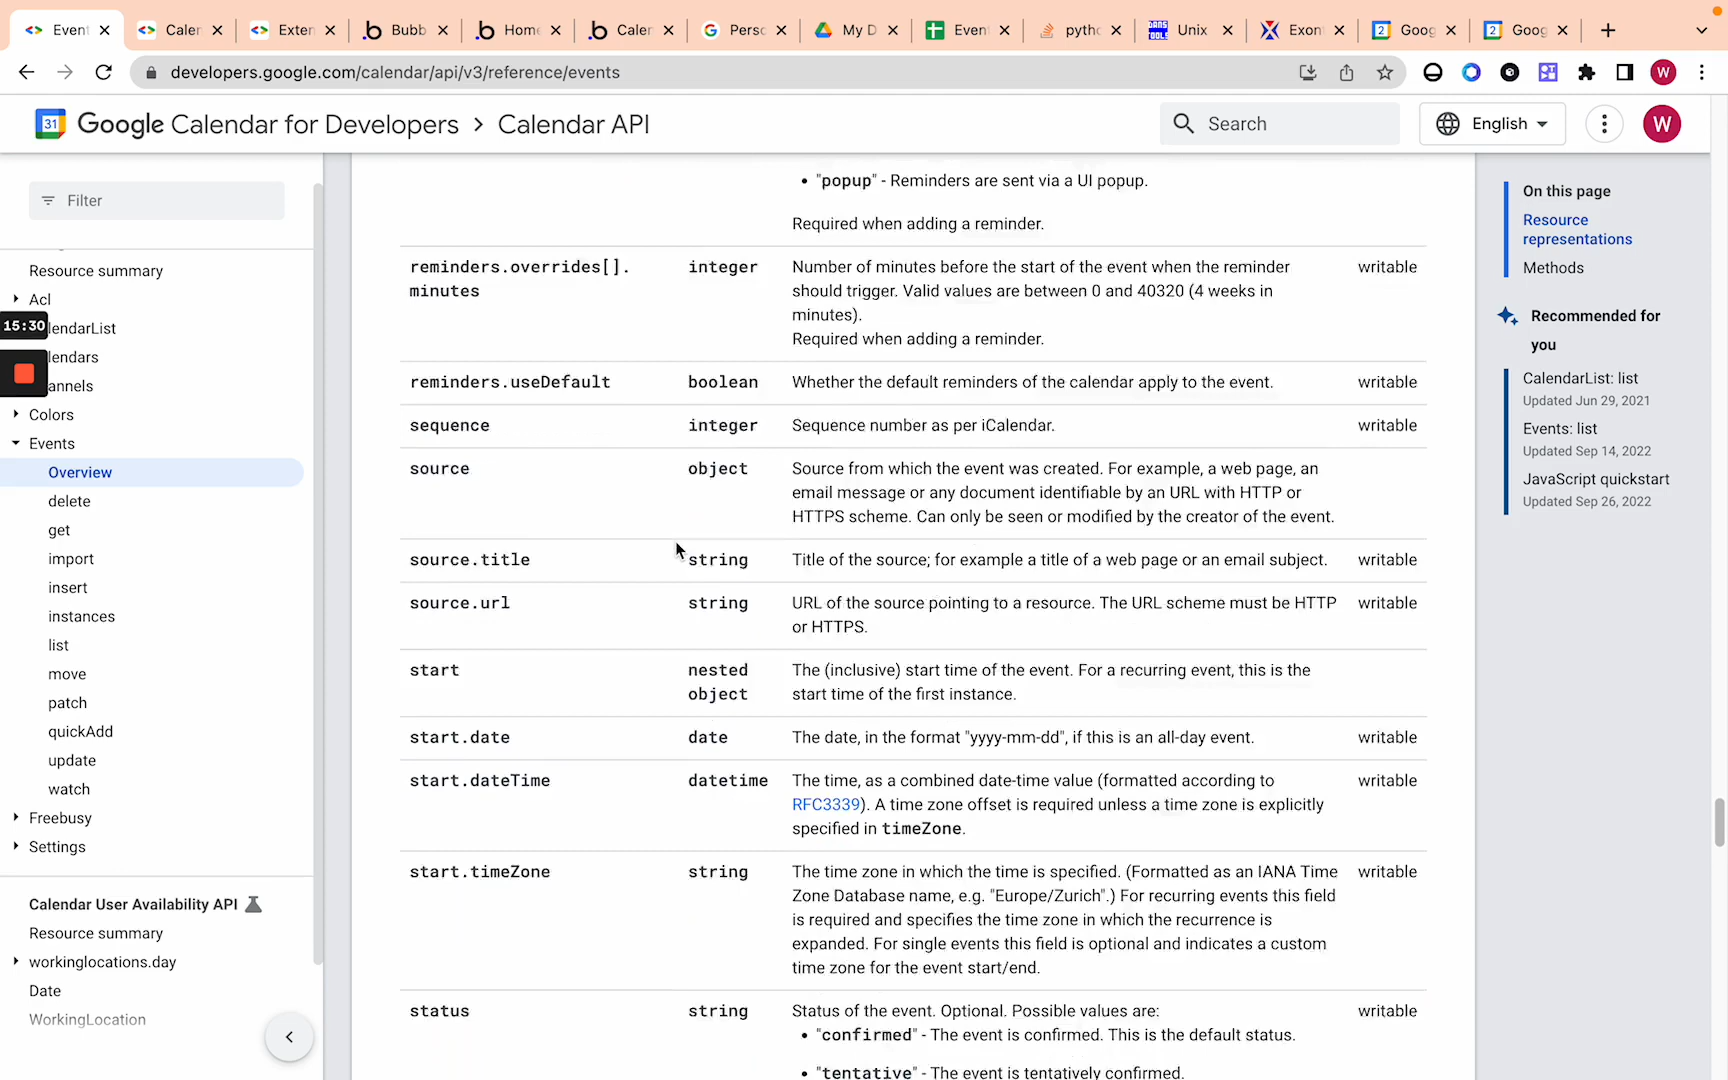 Event
Calen
Exten
Bubb
Home
Calen
Perso
My D
Event
pytho
DANS TOOLS
Unix
Exont
2
Goog
2
Goog
developers.google.com/calendar/api/v3/reference/events
W
31
Google Calendar for Developers > Calendar API
Search
English
W
Filter
Resource summary
Acl
15:30
lendarList
lendars
annels
Colors
Events
Overview
delete
get
import
insert
instances
list
move
patch
quickAdd
update
watch
Freebusy
Settings
Calendar User Availability API
Resource summary
workinglocations.day
Date
WorkingLocation
• "popup" - Reminders are sent via a UI popup.
Required when adding a reminder.
reminders.overrides[].
minutes
integer
Number of minutes before the start of the event when the reminder
should trigger. Valid values are between 0 and 40320 (4 weeks in
minutes).
Required when adding a reminder.
writable
reminders.useDefault
boolean
Whether the default reminders of the calendar apply to the event.
writable
sequence
integer
Sequence number as per iCalendar.
writable
source
object
Source from which the event was created. For example, a web page, an
email message or any document identifiable by an URL with HTTP or
HTTPS scheme. Can only be seen or modified by the creator of the event.
source.title
string
Title of the source; for example a title of a web page or an email subject.
writable
source.url
string
URL of the source pointing to a resource. The URL scheme must be HTTP
or HTTPS.
writable
start
nested
object
The (inclusive) start time of the event. For a recurring event, this is the
start time of the first instance.
start.date
date
The date, in the format "yyyy-mm-dd", if this is an all-day event.
writable
start.dateTime
datetime
The time, as a combined date-time value (formatted according to
RFC3339). A time zone offset is required unless a time zone is explicitly
specified in timeZone.
writable
start.timeZone
string
The time zone in which the time is specified. (Formatted as an IANA Time
Zone Database name, e.g. "Europe/Zurich".) For recurring events this field
is required and specifies the time zone in which the recurrence is
expanded. For single events this field is optional and indicates a custom
time zone for the event start/end.
writable
status
string
Status of the event. Optional. Possible values are:
• "confirmed" - The event is confirmed. This is the default status.
• "tentative" - The event is tentatively confirmed.
writable
On this page
Resource
representations
Methods
Recommended for
you
CalendarList: list
Updated Jun 29, 2021
Events: list
Updated Sep 14, 2022
JavaScript quickstart
Updated Sep 26, 2022